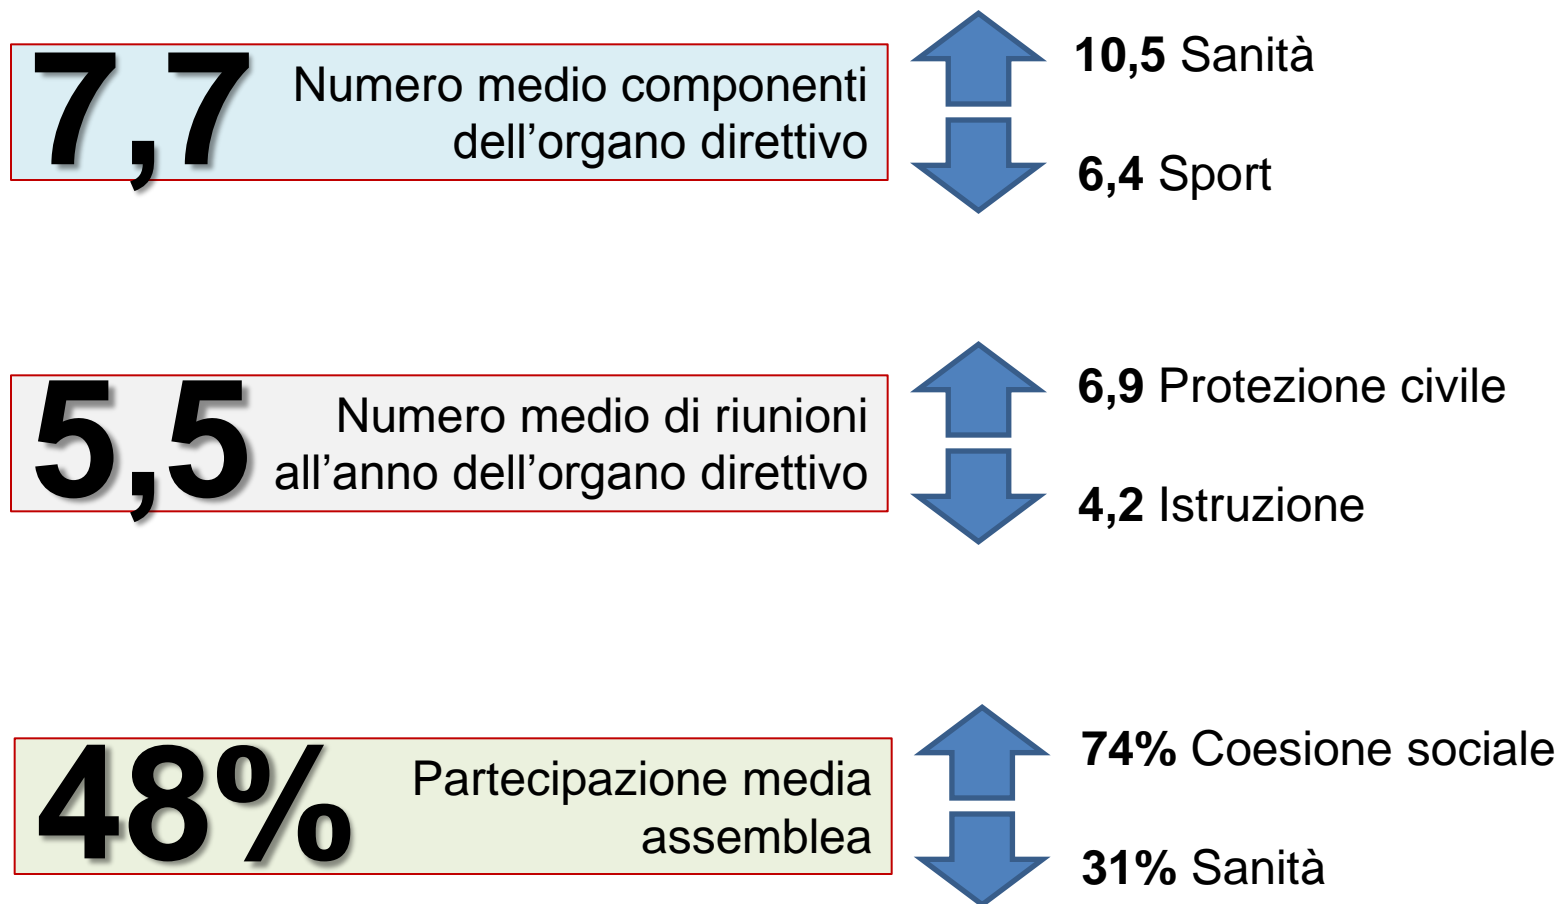 7,7
Numero medio componenti
dell’organo direttivo
10,5 Sanità
6,4 Sport
5,5
Numero medio di riunioni
all’anno dell’organo direttivo
6,9 Protezione civile
4,2 Istruzione
48%
Partecipazione media
assemblea
74% Coesione sociale
31% Sanità